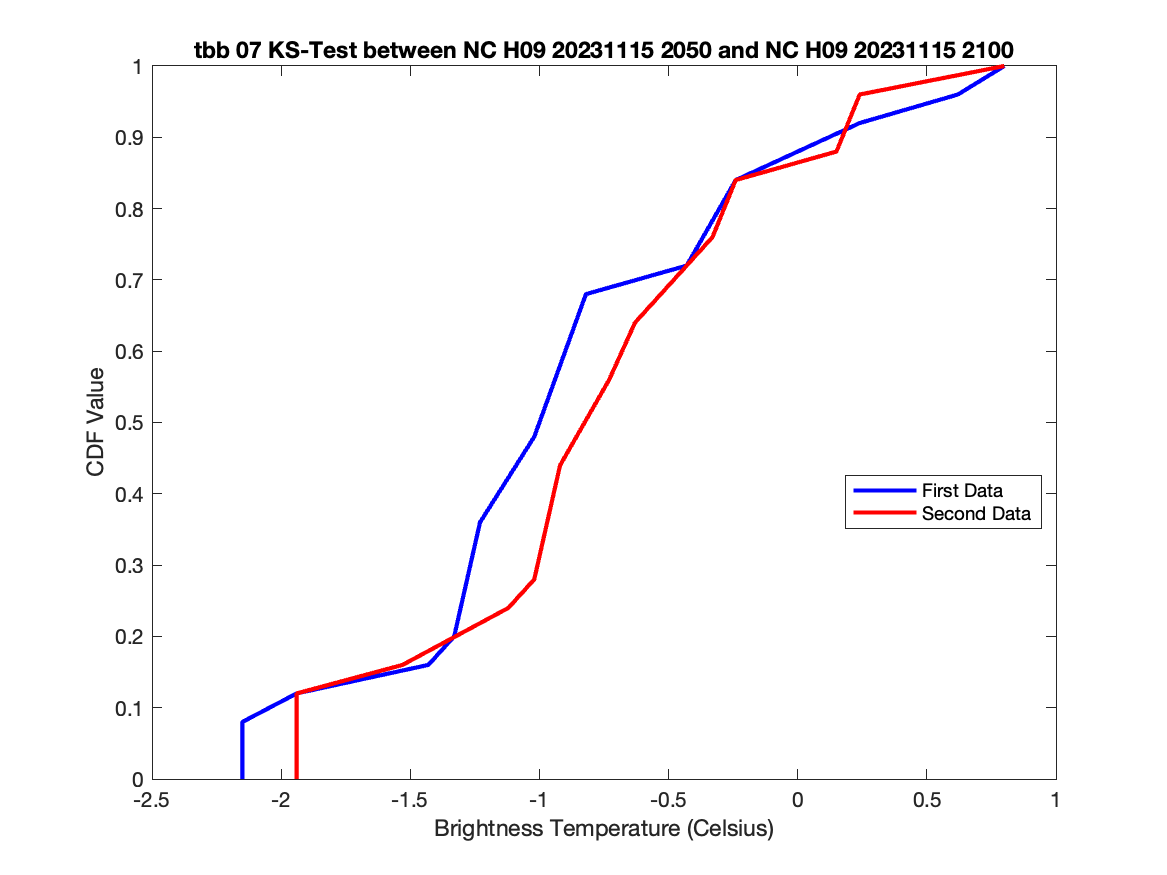 tbb 07 KS-Test between NC H09 20231115 2050 and NC H09 20231115 2100
1
0.9
0.8
0.7
0.6
0.5
0.4
0.3
0.2
0.1
0
CDF Value
First Data
Second Data
-2.5 -2 -1.5 -1 -0.5 0 0.5 1
Brightness Temperature (Celsius)